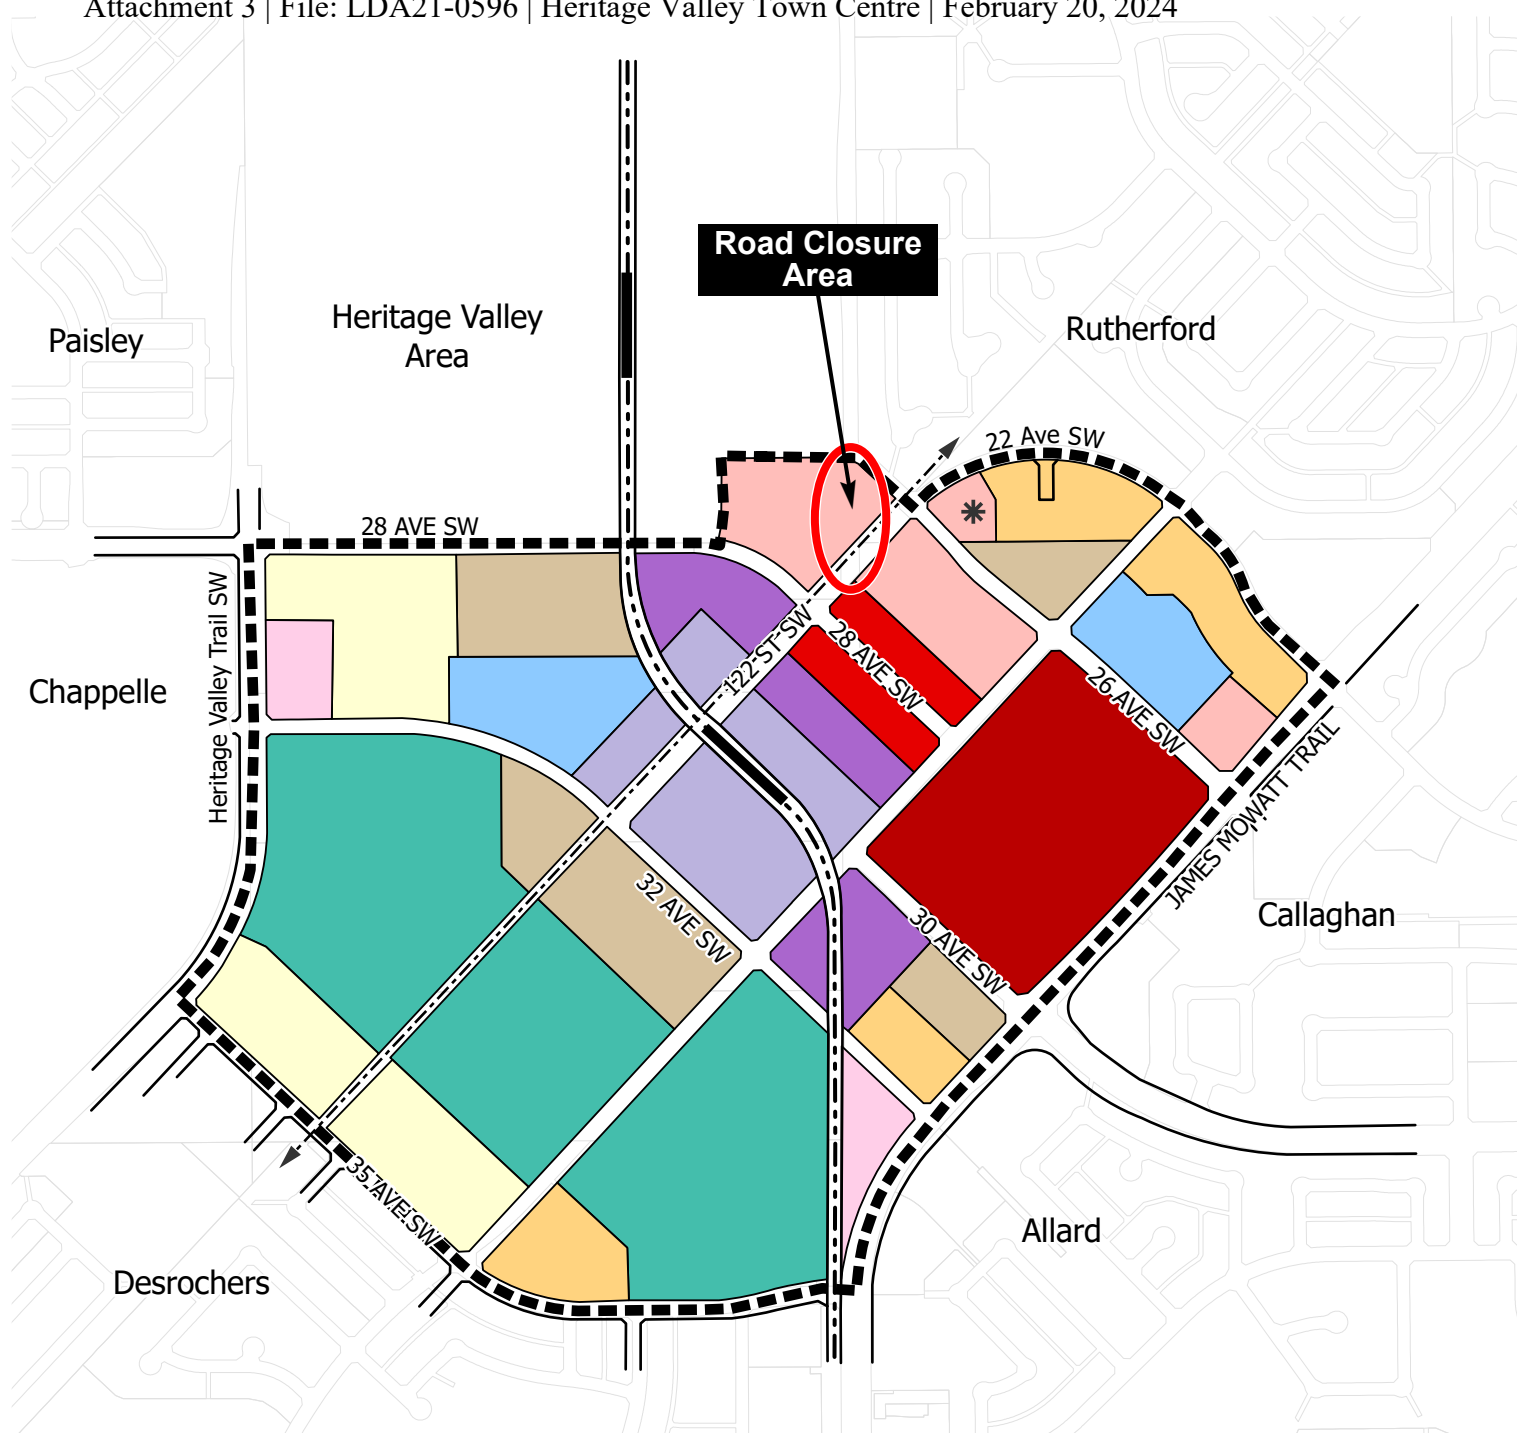 Attachment 3 | File: LDA21-0596 | Heritage Valley Town Centre | February 20, 2024
Road Closure
Area
Heritage Valley
Area
Paisley
Rutherford
22 Ave SW
28 AVE SW
Heritage Valley Trail SW
122 ST SW
28 AVE SW
26 AVE SW
Chappelle
JAMES MOWATT TRAIL
32 AVE SW
30 AVE SW
Callaghan
35 AVE SW
Allard
Desrochers